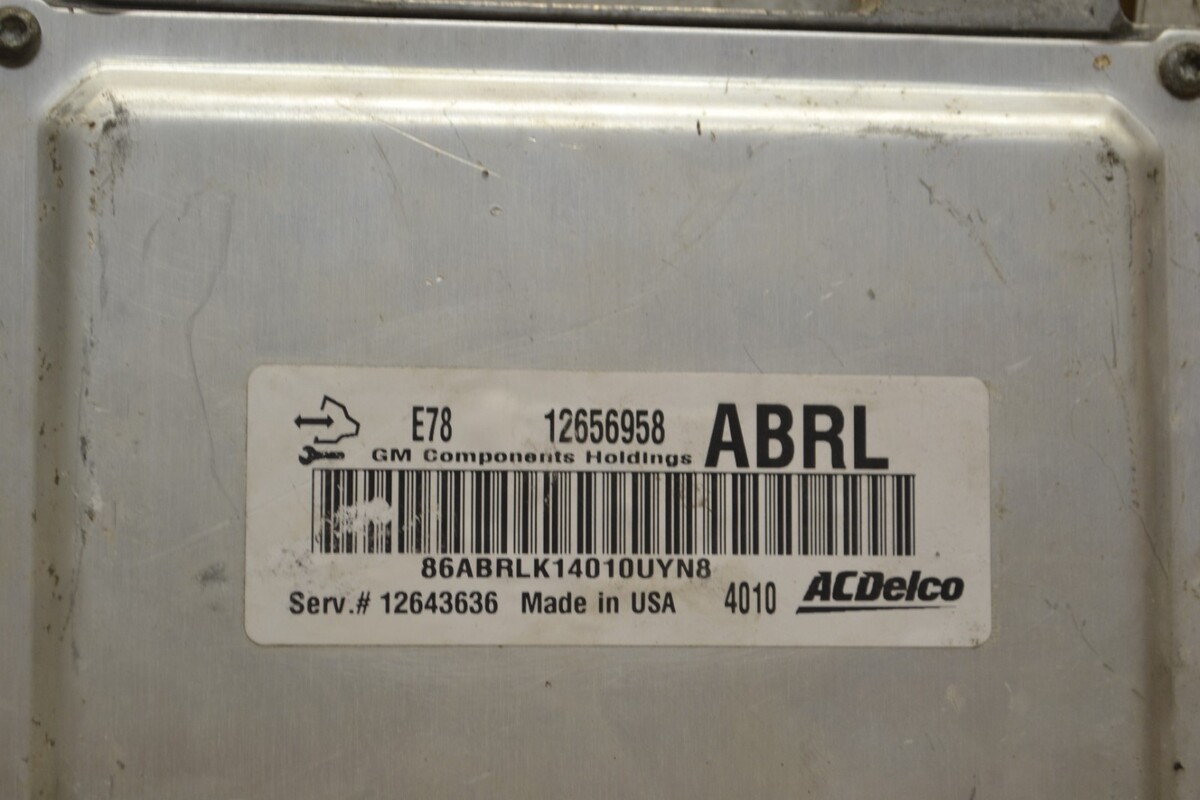 E78 12656958 ABRL
GM Components Holdings
86ABRLK14010UYN8
Serv.# 12643636 Made in USA 4010 ACDelco